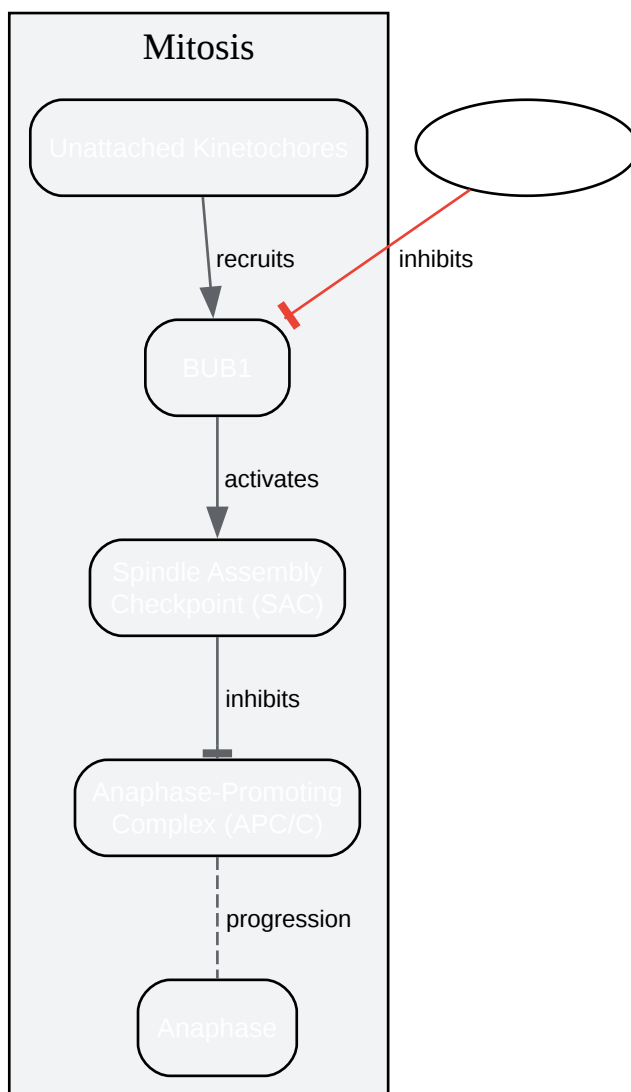 Mitosis
Unattached Kinetochores
recruits
inhibits
BUB1
activates
Spindle Assembly
Checkpoint (SAC)
inhibits
Anaphase-Promoting
Complex (APC/C)
progression
Anaphase